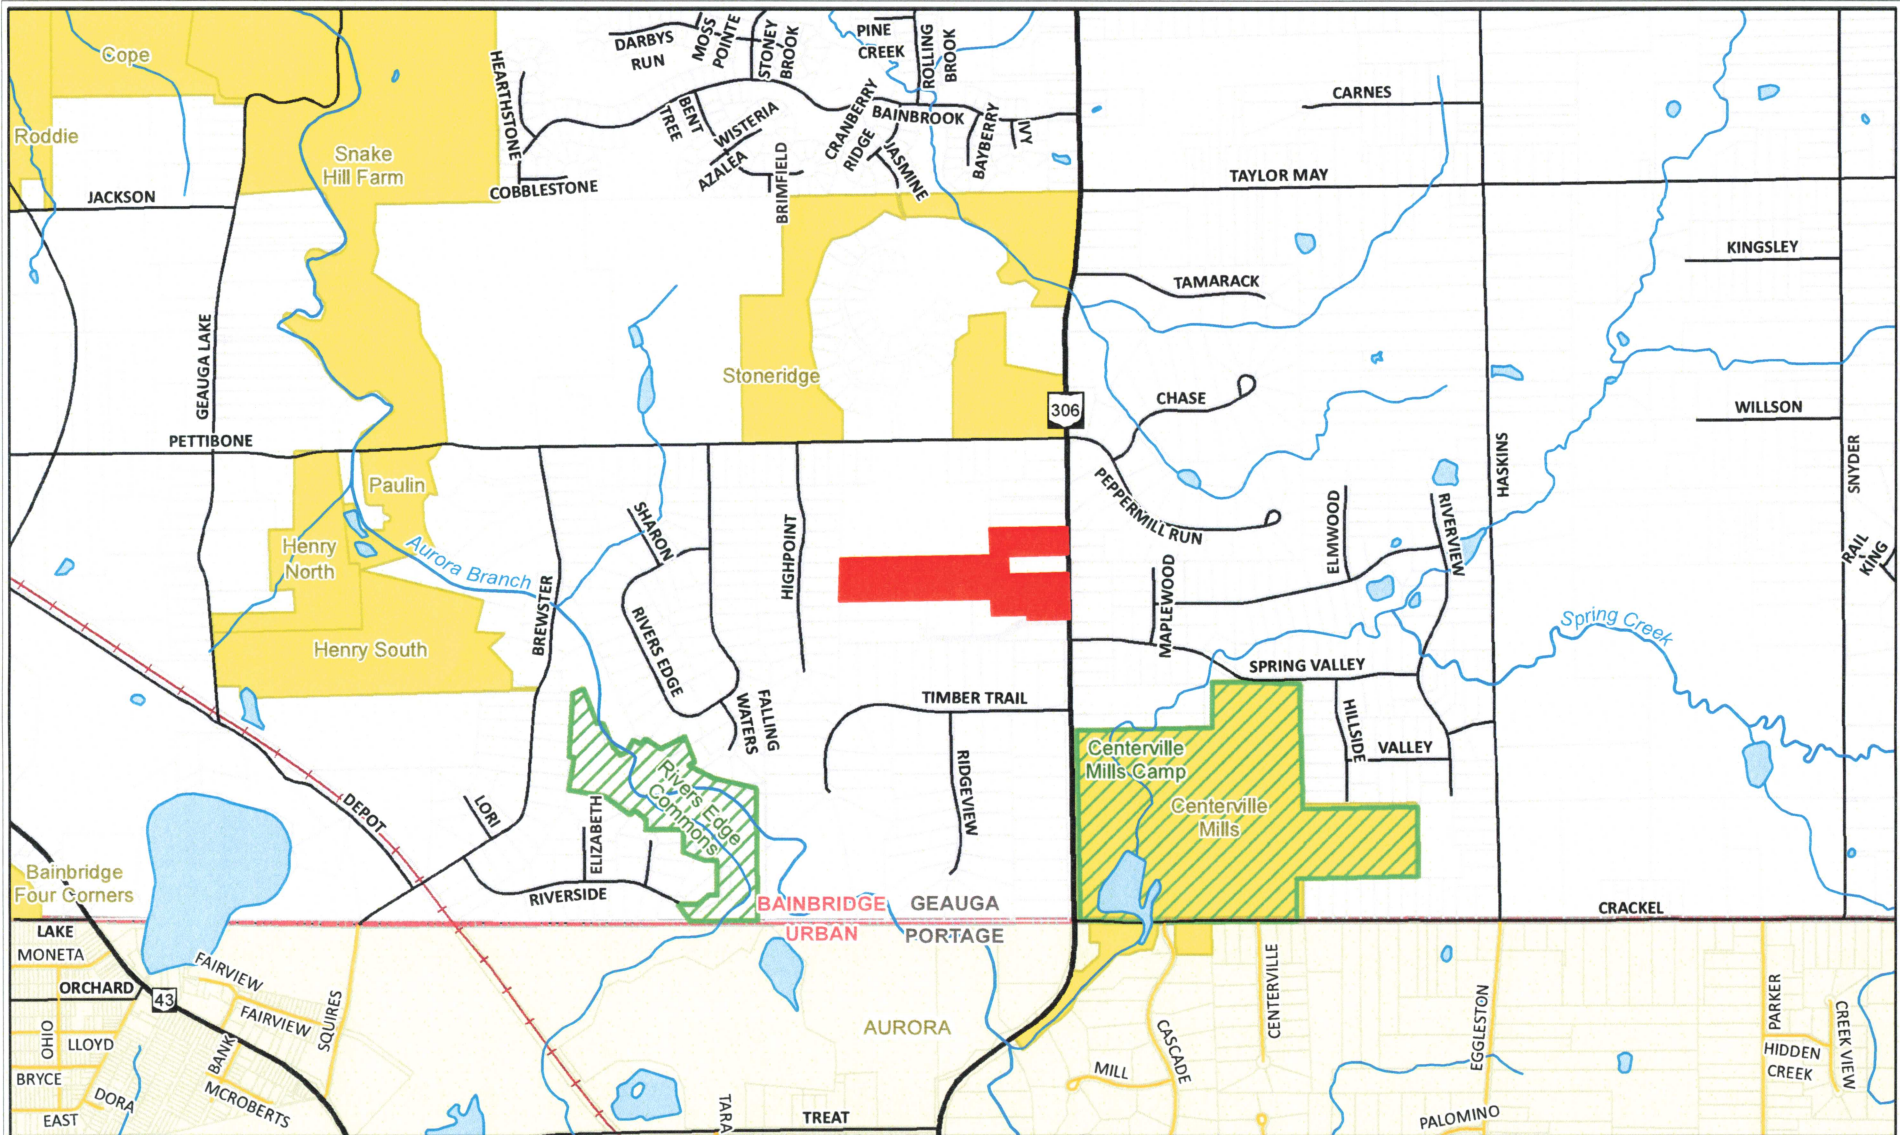 Cope
DARBYS
RUN
MOSS
POINTE
STONEY
BROOK
PINE
CREEK
ROLLING
BROOK
HEARTHSTONE
BENT
TREE
WISTERIA
AZALEA
BRIMFIELD
CRANBERRY
RIDGE
BAINBROOK
JASMINE
BAYBERRY
IVY
CARNES
Roddie
Snake
Hill Farm
COBBLESTONE
JACKSON
TAYLOR MAY
KINGSLEY
TAMARACK
GEAUGA LAKE
Stoneridge
306
CHASE
WILLSON
PETTIBONE
HASKINS
SNYDER
Paulin
Henry
North
Aurora Branch
SHARON
HIGHPOINT
PEPPERMILL RUN
ELMWOOD
RIVERVIEW
RAIL
KING
BREWSTER
RIVERS EDGE
MAPLEWOOD
Spring Creek
Henry South
SPRING VALLEY
TIMBER TRAIL
FALLING
WATERS
HILLSIDE
VALLEY
RIDGEVIEW
Centerville
Mills Camp
Centerville
Mills
Rivers Edge
Commons
DEPOT
LORI
ELIZABETH
RIVERSIDE
Bainbridge
Four Corners
BAINBRIDGE
GEAUGA
CRACKEL
URBAN
PORTAGE
LAKE
MONETA
ORCHARD
43
FAIRVIEW
FAIRVIEW
SQUIRES
OHIO
LLOYD
BANK
BRYCE
DORA
MCROBERTS
EAST
AURORA
TARA
TREAT
MILL
CASCADE
CENTERVILLE
EGGLESTON
PALOMINO
PARKER
HIDDEN
CREEK
CREEK VIEW